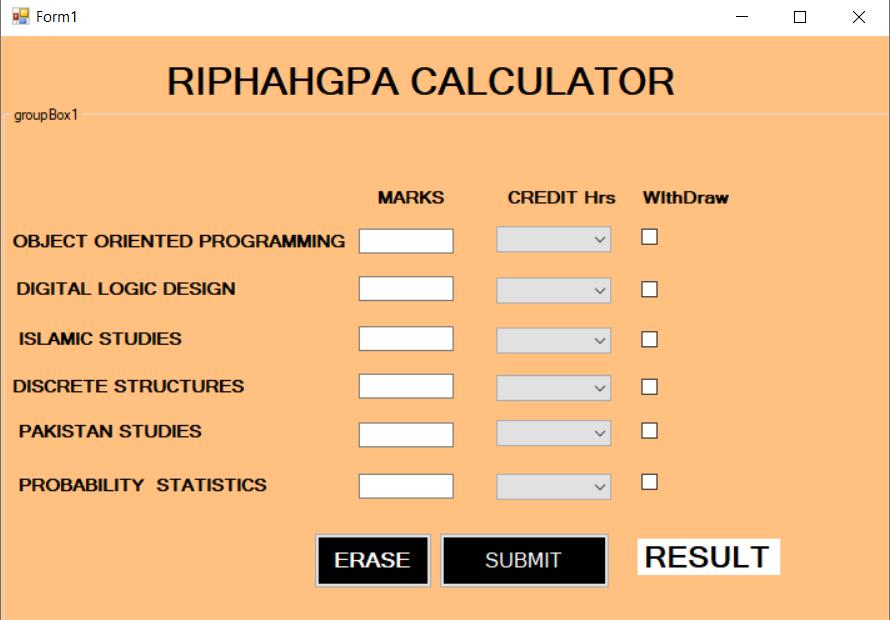 Form1
RIPHAHGPA CALCULATOR
groupBox1
MARKS CREDIT Hrs WithDraw
OBJECT ORIENTED PROGRAMMING
DIGITAL LOGIC DESIGN
ISLAMIC STUDIES
DISCRETE STRUCTURES
PAKISTAN STUDIES
PROBABILITY STATISTICS
ERASE SUBMIT RESULT